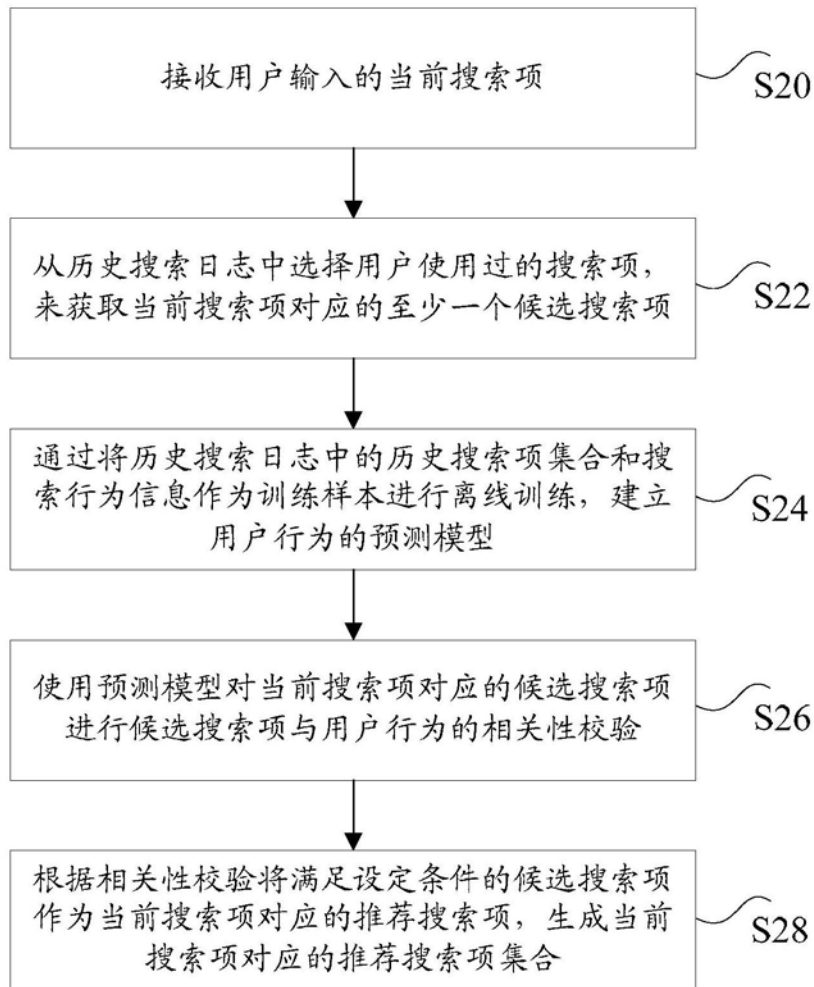 接收用户输入的当前搜索项
S20
从历史搜索日志中选择用户使用过的搜索项，
来获取当前搜索项对应的至少一个候选搜索项
S22
通过将历史搜索日志中的历史搜索项集合和搜
索行为信息作为训练样本进行离线训练，建立
用户行为的预测模型
S24
使用预测模型对当前搜索项对应的候选搜索项
进行候选搜索项与用户行为的相关性校验
S26
根据相关性校验将满足设定条件的候选搜索项
作为当前搜索项对应的推荐搜索项，生成当前
搜索项对应的推荐搜索项集合
S28